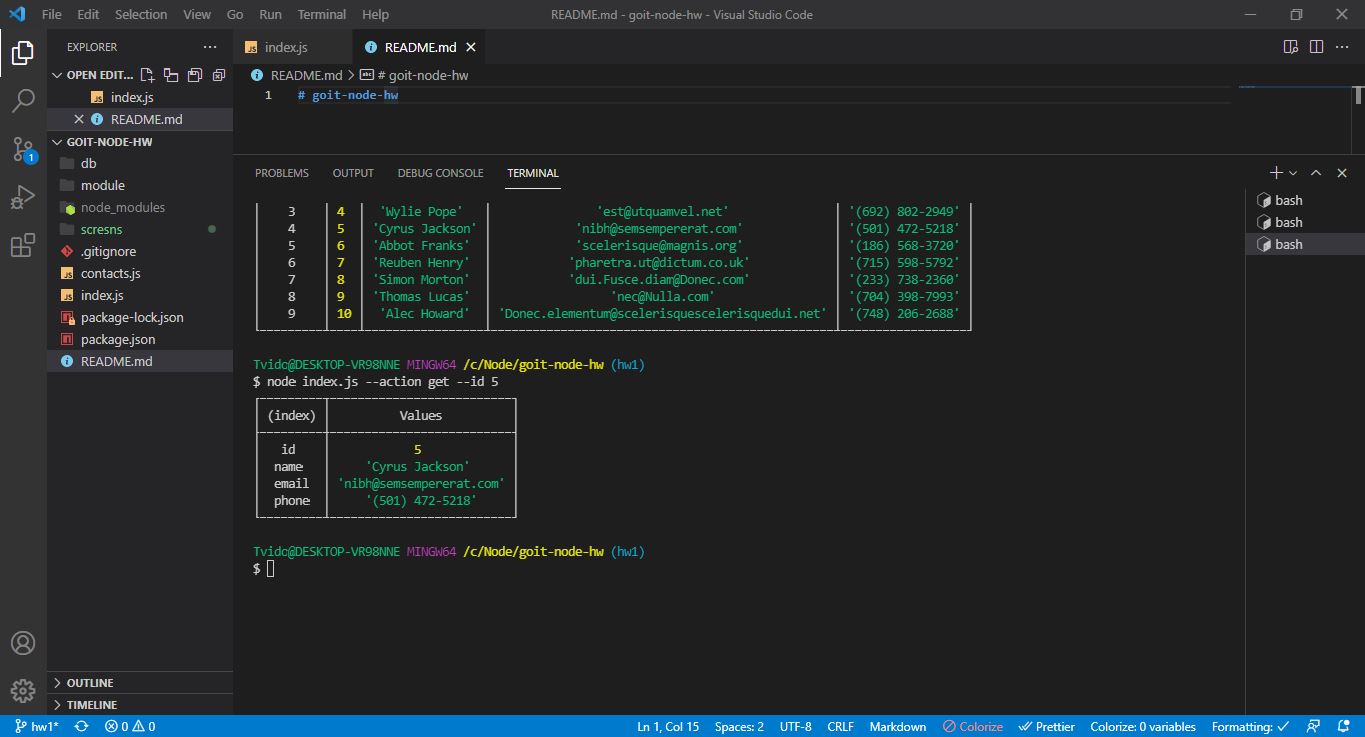 File Edit Selection View Go Run Terminal Help README.md - goit-node-hw - Visual Studio Code
EXPLORER
OPEN EDIT...
index.js
README.md
GOIT-NODE-HW
db
module
node_modules
scresns
.gitignore
contacts.js
index.js
package-lock.json
package.json
README.md
OUTLINE
TIMELINE
1
index.js README.md
README.md > # goit-node-hw
1 # goit-node-hw
PROBLEMS OUTPUT DEBUG CONSOLE TERMINAL
3 4 'Wylie Pope' 'est@utquamvel.net' '(692) 802-2949'
4 5 'Cyrus Jackson' 'nibh@semsempererat.com' '(501) 472-5218'
5 6 'Abbot Franks' 'scelerisque@magnis.org' '(186) 568-3720'
6 7 'Reuben Henry' 'pharetra.ut@dictum.co.uk' '(715) 598-5792'
7 8 'Simon Morton' 'dui.Fusce.diam@Donec.com' '(233) 738-2360'
8 9 'Thomas Lucas' 'nec@Nulla.com' '(704) 398-7993'
9 10 'Alec Howard' 'Donec.elementum@scelerisquescelerisquedui.net' '(748) 206-2688'
Tvido@DESKTOP-VR98NNE MINGW64 /c/Node/goit-node-hw (hw1)
$ node index.js --action get --id 5
(index) Values
id 5
name 'Cyrus Jackson'
email 'nibh@semsempererat.com'
phone '(501) 472-5218'
Tvido@DESKTOP-VR98NNE MINGW64 /c/Node/goit-node-hw (hw1)
$
bash
bash
bash
hw1* 0 0 Ln 1, Col 15 Spaces: 2 UTF-8 CRLF Markdown Colorize Prettier Colorize: 0 variables Formatting: ✓